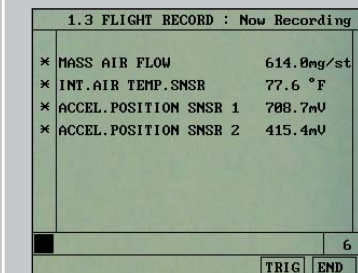 1.3 FLIGHT RECORD : Now Recording
* MASS AIR FLOW 614.0mg/st
* INT.AIR TEMP.SNSR 77.6 °F
* ACCEL.POSITION SNSR 1 708.7mV
* ACCEL.POSITION SNSR 2 415.4mV
6
TRIG END